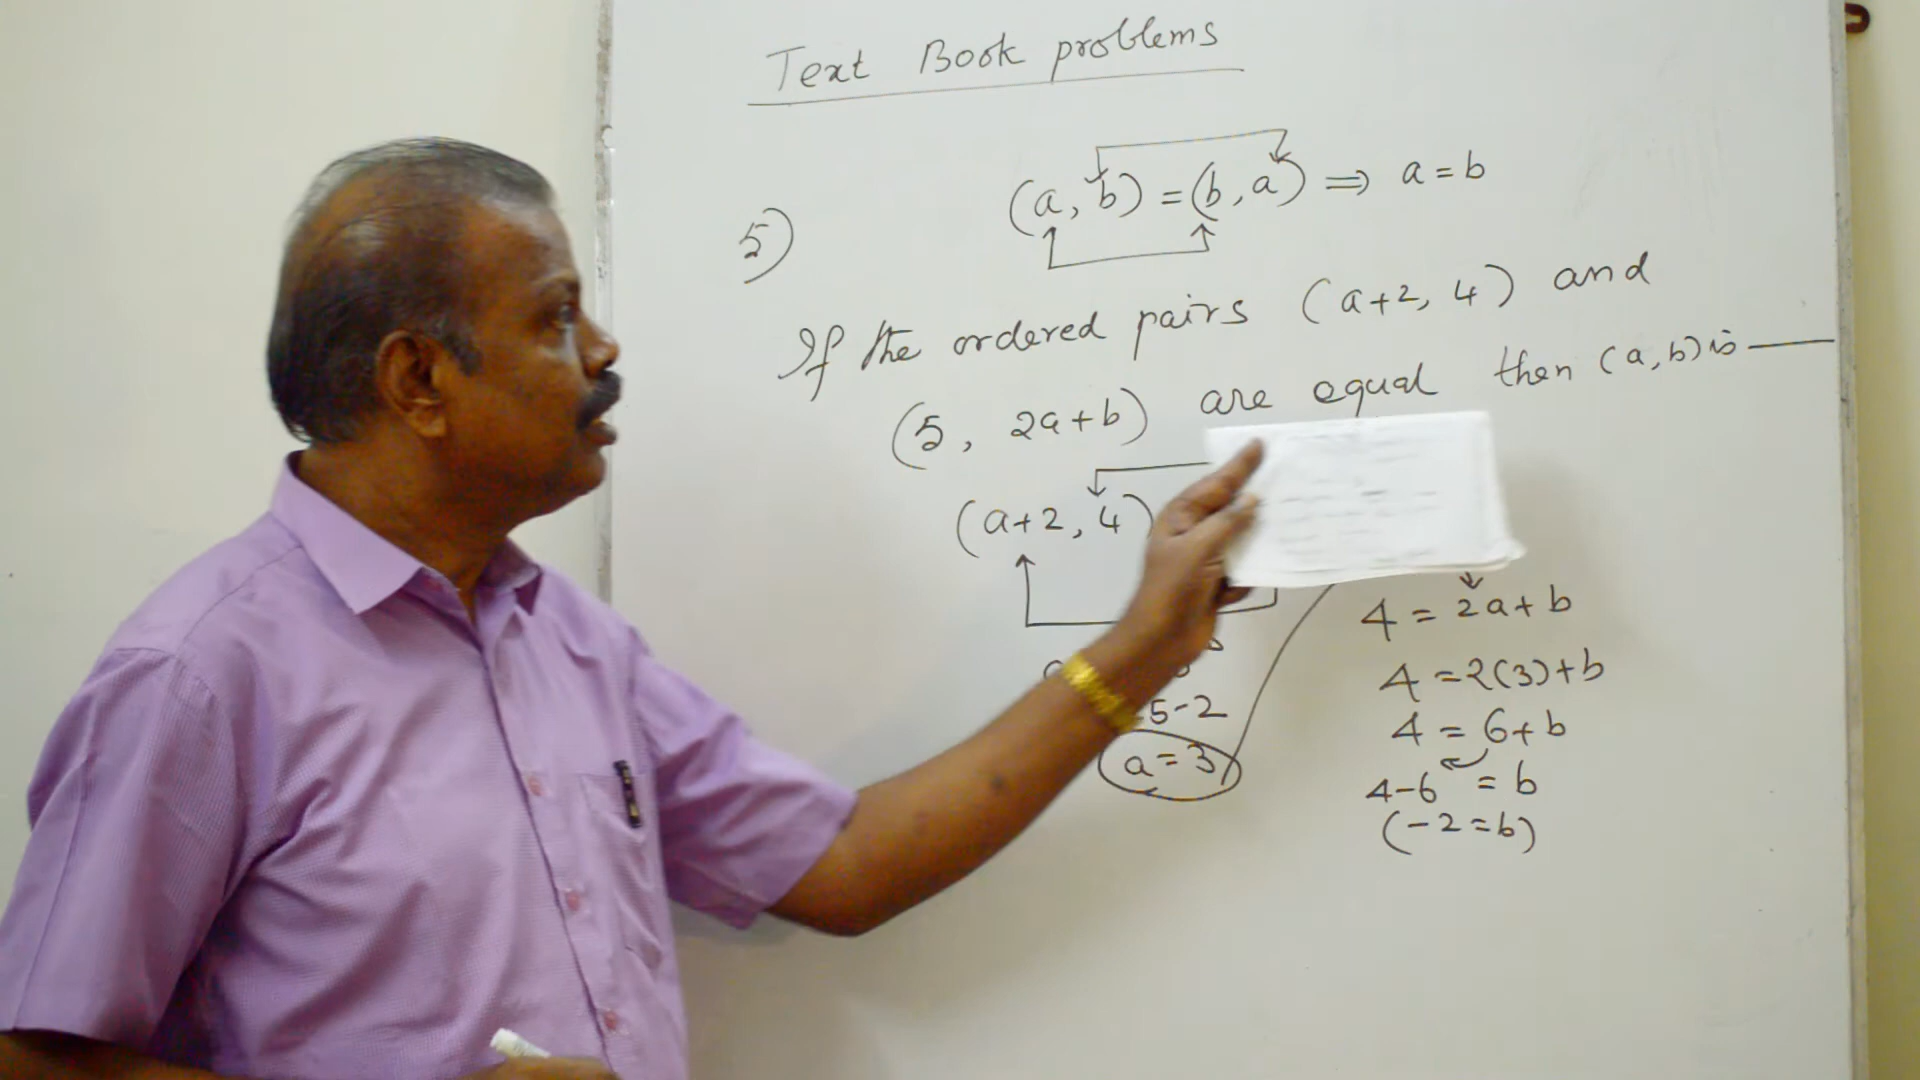 Text Book problems
(a, b) = (b, a) ⇒ a = b
5)
If the ordered pairs (a+2, 4) and
(5, 2a+b) are equal then (a, b) is ———
(a+2, 4)
4 = 2a + b
4 = 2(3) + b
5-2
4 = 6 + b
a = 3
4-6 = b
(-2 = b)